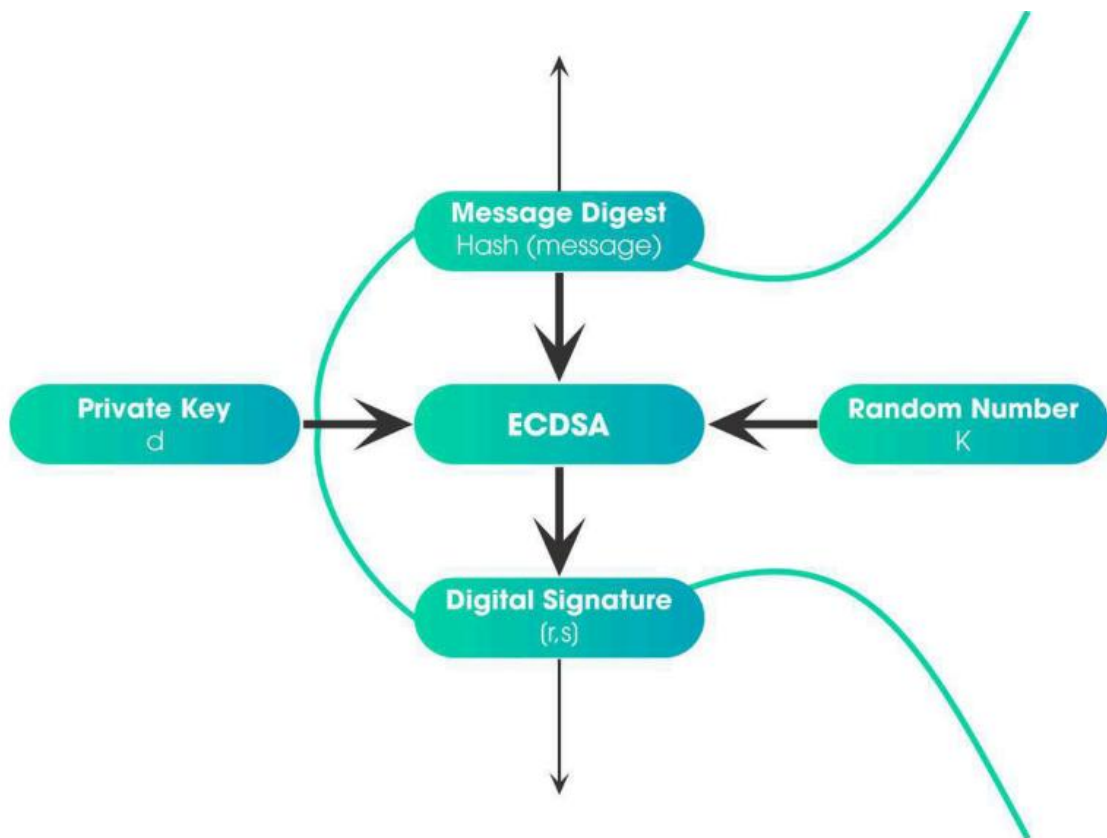 Message Digest
Hash (message)
Private Key
d
ECDSA
Random Number
K
Digital Signature
(r,s)